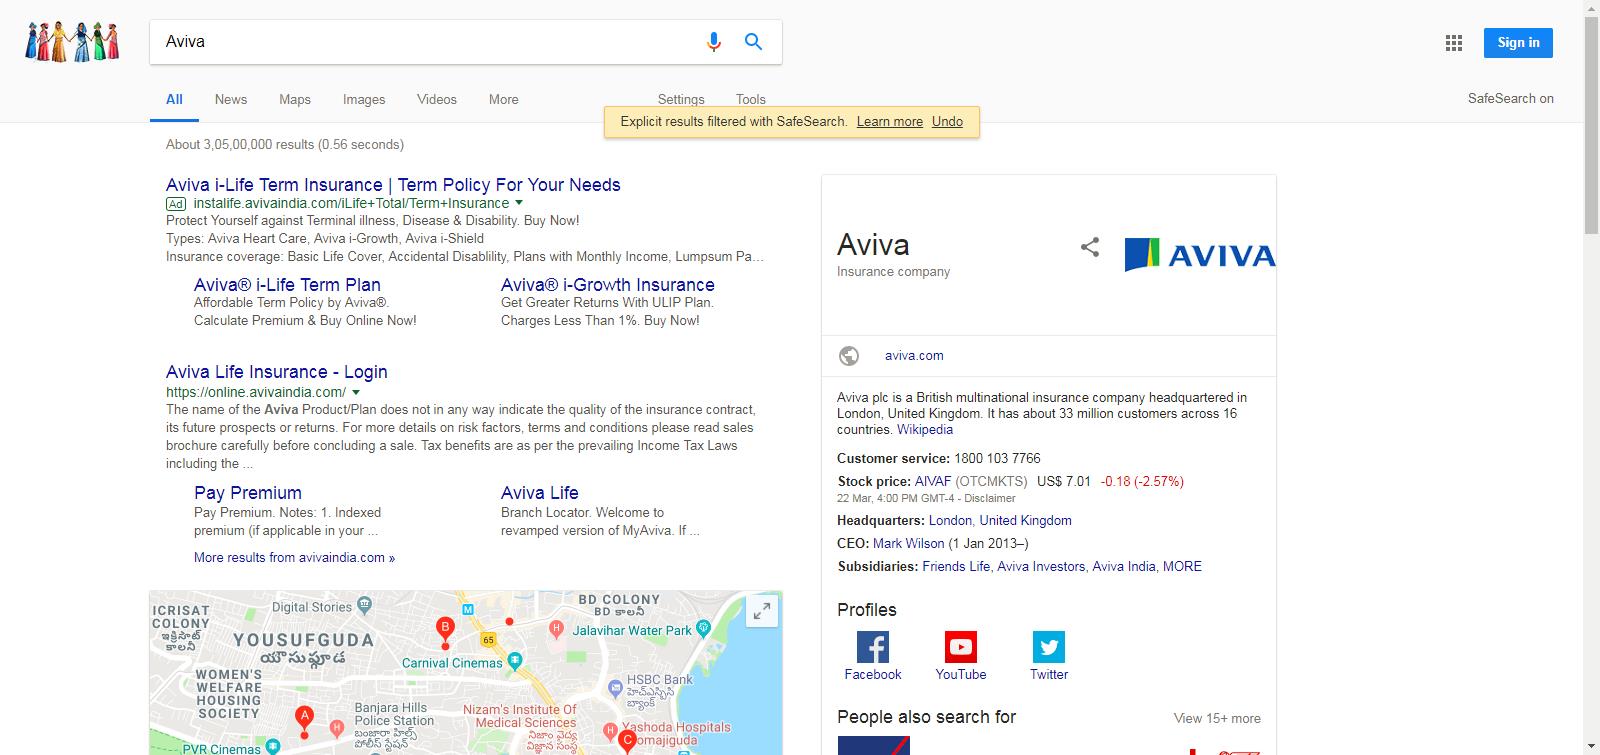 Aviva
Sign in
All
News
Maps
Images
Videos
More
Settings
Tools
SafeSearch on
Explicit results filtered with SafeSearch. Learn more Undo
About 3,05,00,000 results (0.56 seconds)
Aviva i-Life Term Insurance | Term Policy For Your Needs
Ad instalife.avivaindia.com/iLife+Total/Term+Insurance
Protect Yourself against Terminal illness, Disease & Disability. Buy Now!
Types: Aviva Heart Care, Aviva i-Growth, Aviva i-Shield
Insurance coverage: Basic Life Cover, Accidental Disablility, Plans with Monthly Income, Lumpsum Pa...
Aviva® i-Life Term Plan
Affordable Term Policy by Aviva®.
Calculate Premium & Buy Online Now!
Aviva® i-Growth Insurance
Get Greater Returns With ULIP Plan.
Charges Less Than 1%. Buy Now!
Aviva Life Insurance - Login
https://online.avivaindia.com/
The name of the Aviva Product/Plan does not in any way indicate the quality of the insurance contract,
its future prospects or returns. For more details on risk factors, terms and conditions please read sales
brochure carefully before concluding a sale. Tax benefits are as per the prevailing Income Tax Laws
including the ...
Pay Premium
Pay Premium. Notes: 1. Indexed
premium (if applicable in your ...
Aviva Life
Branch Locator. Welcome to
revamped version of MyAviva. If ...
More results from avivaindia.com »
ICRISAT
COLONY
ఇక్రిసాట్
కాలనీ
Digital Stories
M
BD COLONY
BD కాలనీ
YOUSUFGUDA
యూసుఫ్గూడ
B
65
H
Jalavihar Water Park
Carnival Cinemas
WOMEN'S
WELFARE
HOUSING
SOCIETY
HSBC Bank
హెచ్ఎస్బిసి
బ్యాంక్
A
H
Banjara Hills
Police Station
బంజారా హిల్స్
పోలీస్ స్టేషన్
Nizam's Institute Of
Medical Sciences
నిజాం వైద్య
విజ్ఞాన సంస్థ
H
Yashoda Hospitals
C
omajiguda
PVR Cinemas
Aviva
Insurance company
AVIVA
aviva.com
Aviva plc is a British multinational insurance company headquartered in
London, United Kingdom. It has about 33 million customers across 16
countries. Wikipedia
Customer service: 1800 103 7766
Stock price: AIVAF (OTCMKTS) US$ 7.01 -0.18 (-2.57%)
22 Mar, 4:00 PM GMT-4 - Disclaimer
Headquarters: London, United Kingdom
CEO: Mark Wilson (1 Jan 2013–)
Subsidiaries: Friends Life, Aviva Investors, Aviva India, MORE
Profiles
Facebook
YouTube
Twitter
People also search for
View 15+ more